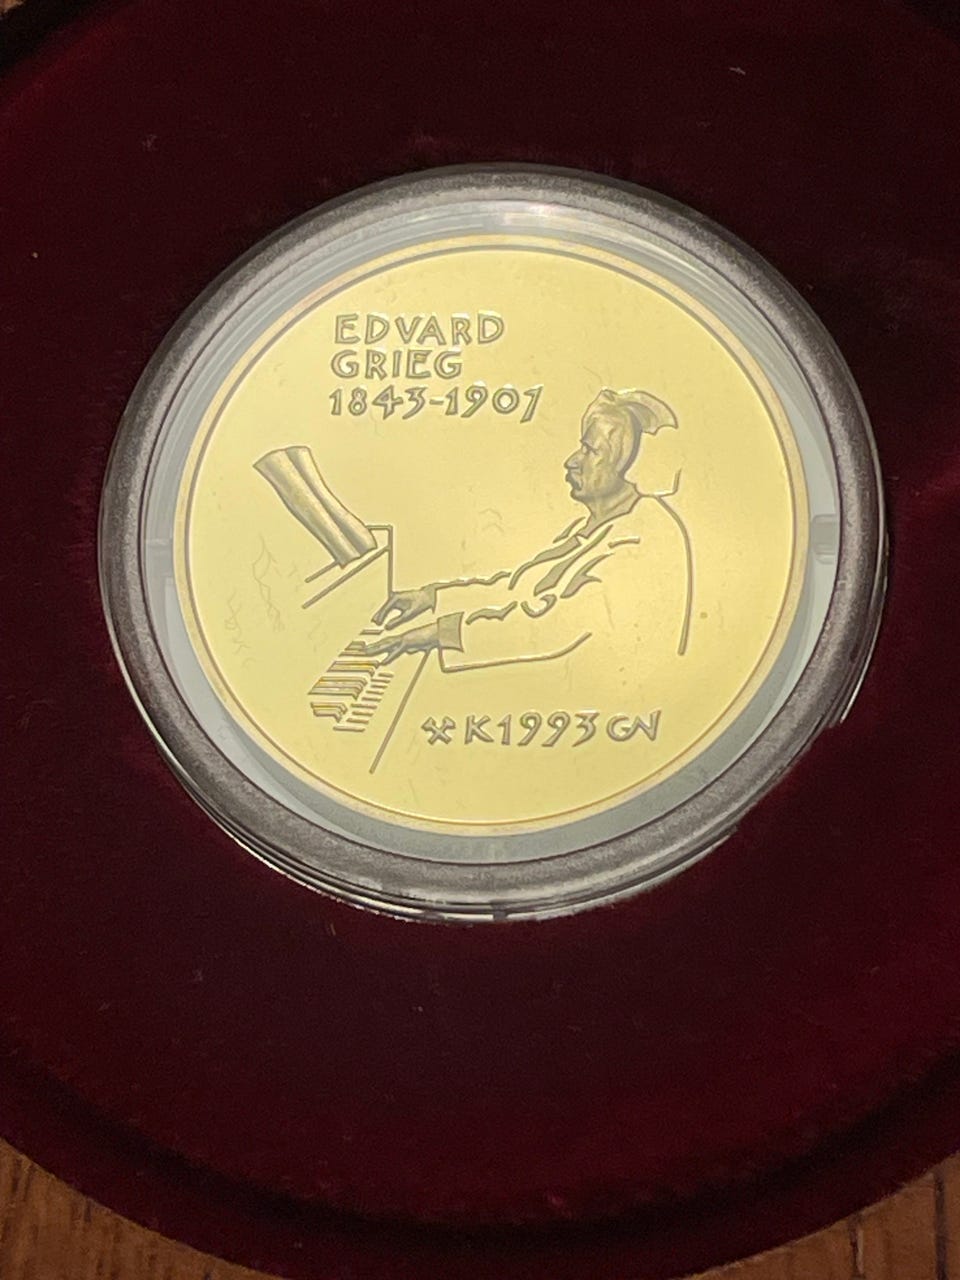 EDVARD
GRIEG
1843-1907
⚒K1993GN